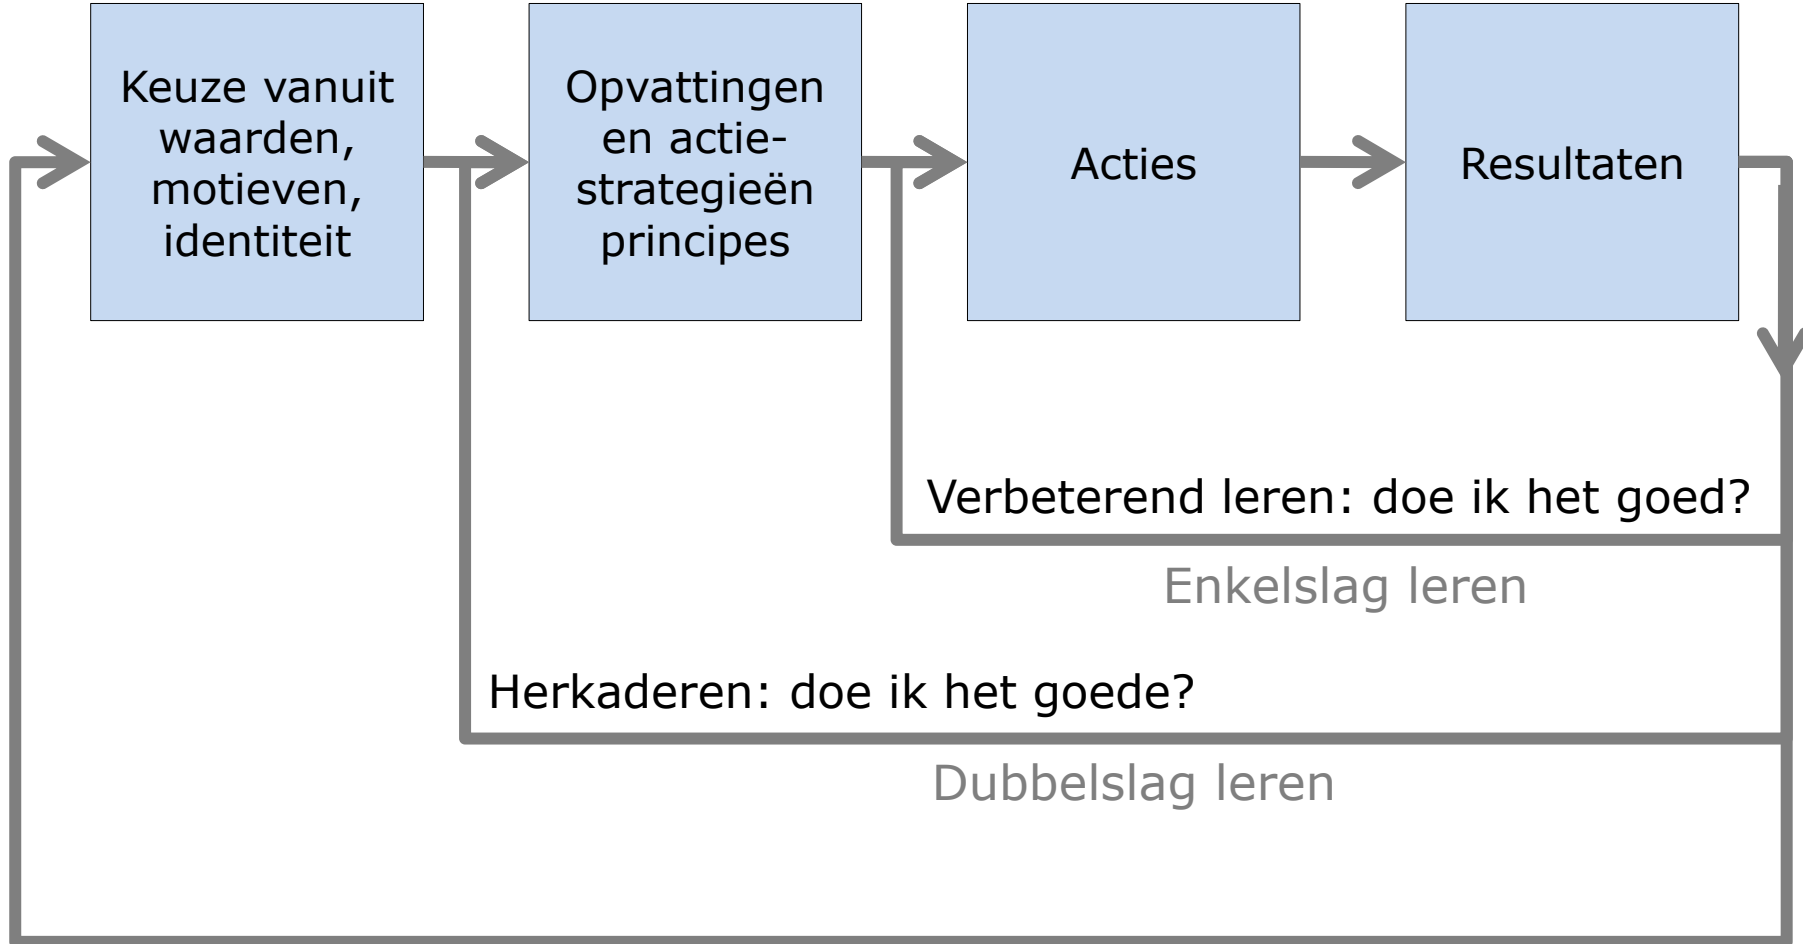 Keuze vanuit
waarden,
motieven,
identiteit
Opvattingen
en actie-
strategieën
principes
Acties
Resultaten
Verbeterend leren: doe ik het goed?
Enkelslag leren
Herkaderen: doe ik het goede?
Dubbelslag leren